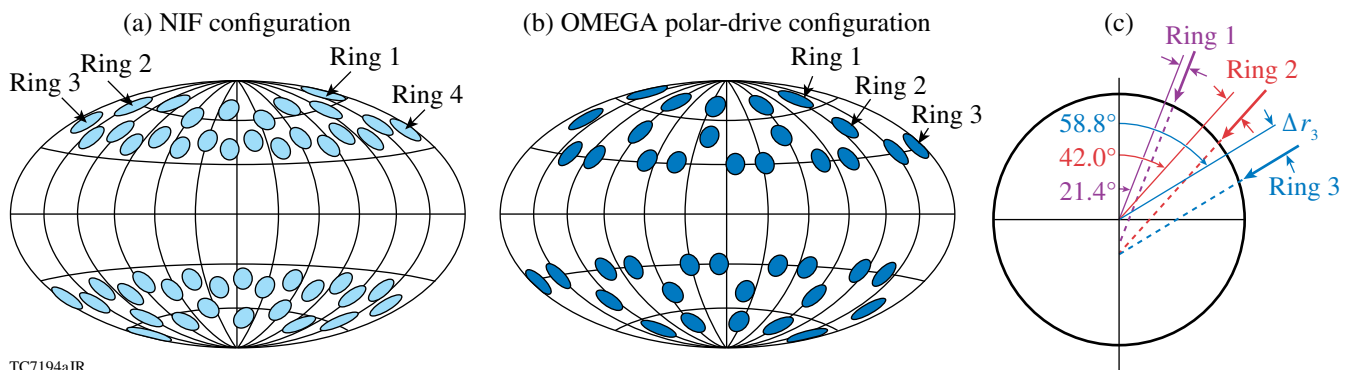 (a) NIF configuration
Ring 3
Ring 2
Ring 1
Ring 4
(b) OMEGA polar-drive configuration
Ring 1
Ring 2
Ring 3
(c)
Ring 1
Ring 2
Δr₃
58.8°
42.0°
21.4°
Ring 3
TC7194aJR